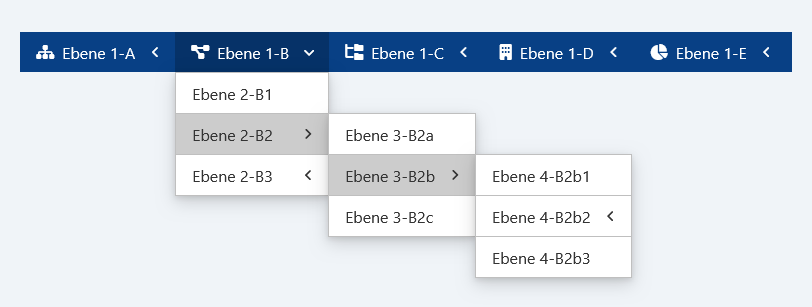 Ebene 1-A
Ebene 1-B
Ebene 1-C
Ebene 1-D
Ebene 1-E
Ebene 2-B1
Ebene 2-B2
Ebene 2-B3
Ebene 3-B2a
Ebene 3-B2b
Ebene 3-B2c
Ebene 4-B2b1
Ebene 4-B2b2
Ebene 4-B2b3